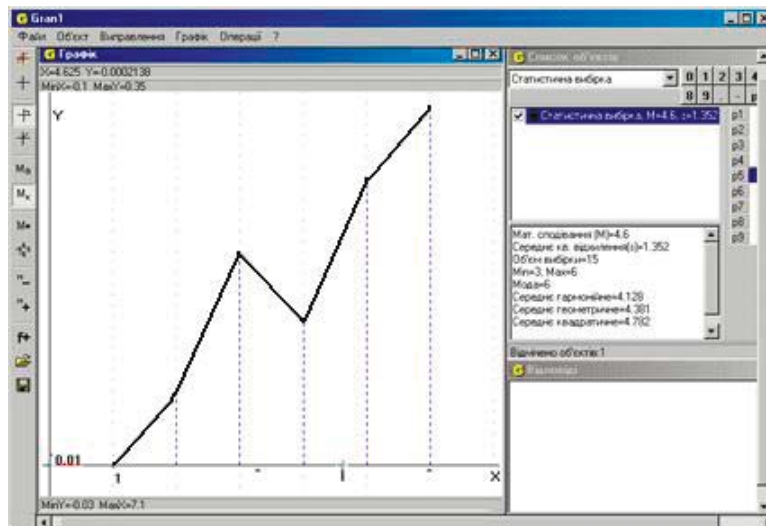 Gran1
Файл Об'єкт Виправлення Графік Операції ?
Графік
X=4.625 Y=-0.0002138
MinX=-0.1 MaxY=0.35
Y
0.01
1
X
MinY=-0.03 MaxX=7.1
Список об'єктів
Статистична вибірка
0 1 2 3 4
8 9 . - p
Статистична вибірка, M=4.6, s=1.352
p1
p2
p3
p4
p5
p6
p7
p8
p9
Мат. сподівання (M)=4.6
Середнє кв. відхилення(s)=1.352
Об'єм вибірки=15
Min=3; Max=6
Мода=6
Середнє гармонійне=4.128
Середнє геометричне=4.381
Середнє квадратичне=4.782
Відмічено об'єктів:1
Відповіді